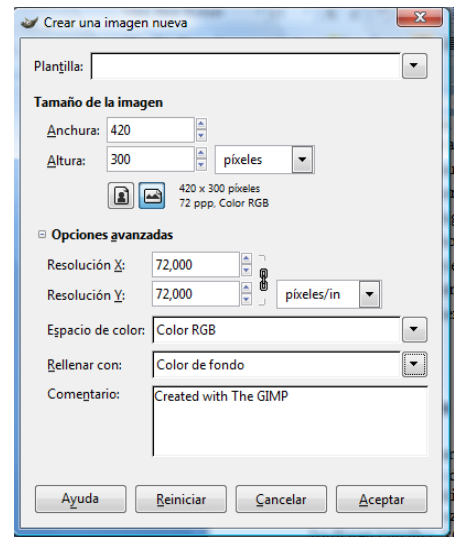 Crear una imagen nueva
Plantilla:
Tamaño de la imagen
Anchura: 420
Altura: 300 píxeles
420 x 300 píxeles
72 ppp, Color RGB
Opciones avanzadas
Resolución X: 72,000
Resolución Y: 72,000 píxeles/in
Espacio de color: Color RGB
Rellenar con: Color de fondo
Comentario: Created with The GIMP
Ayuda Reiniciar Cancelar Aceptar